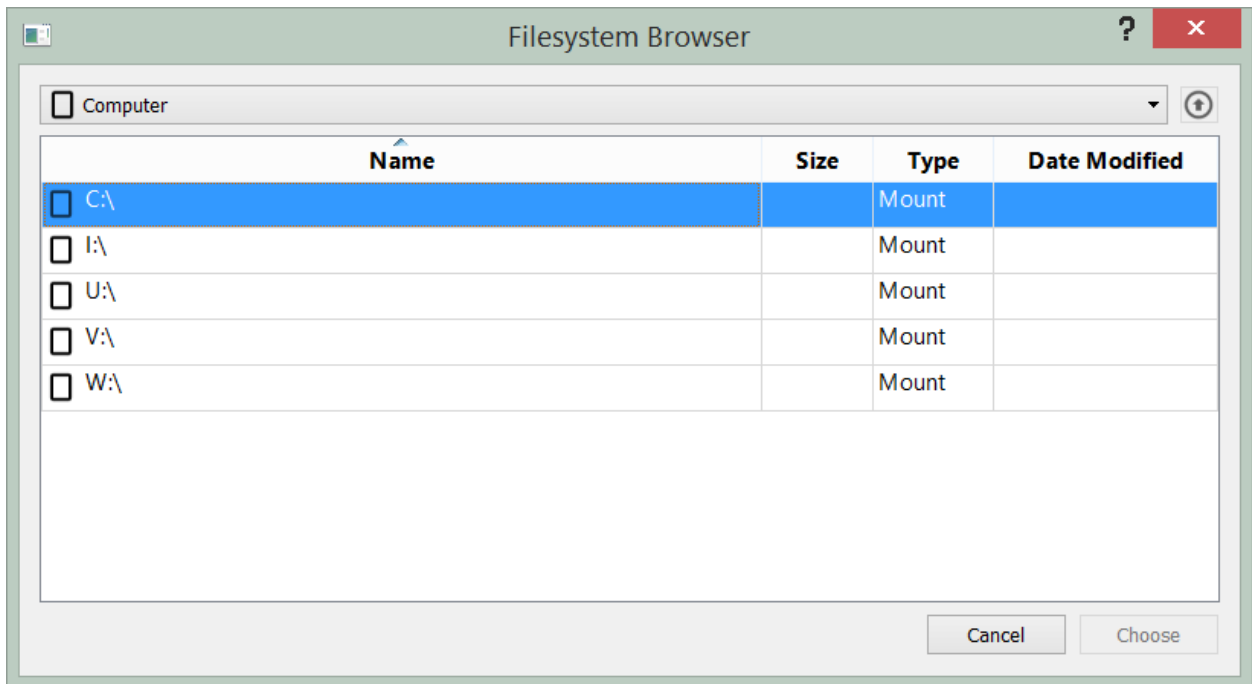 Filesystem Browser ?
Computer
Name Size Type Date Modified
C:\ Mount
I:\ Mount
U:\ Mount
V:\ Mount
W:\ Mount
Cancel Choose